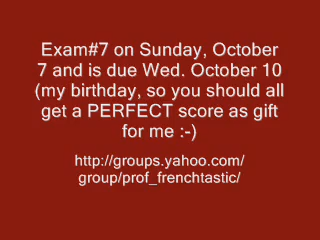 Exam#7 on Sunday, October
7 and is due Wed. October 10
(my birthday, so you should all
get a PERFECT score as gift
for me :-)
http://groups.yahoo.com/
group/prof_frenchtastic/